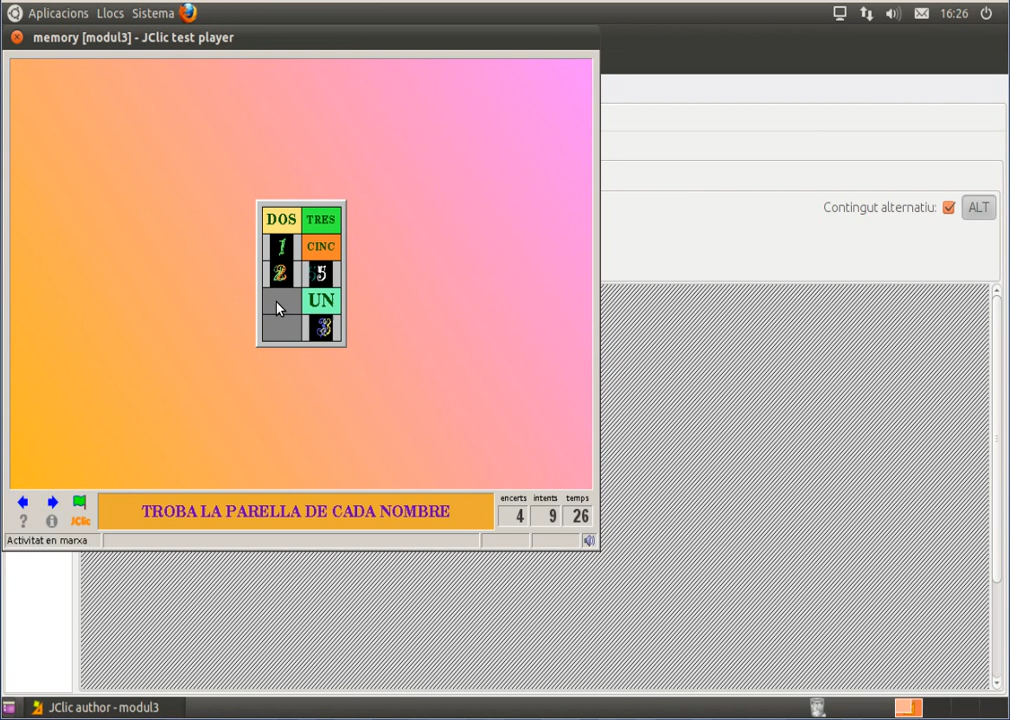 Aplicacions Llocs Sistema 16:26
memory [modul3] - JClic test player
Contingut alternatiu: ALT
DOS TRES
1 CINC
2 5
UN
3
encerts intents temps
TROBA LA PARELLA DE CADA NOMBRE
4 9 26
? i JClic
Activitat en marxa
JClic author - modul3